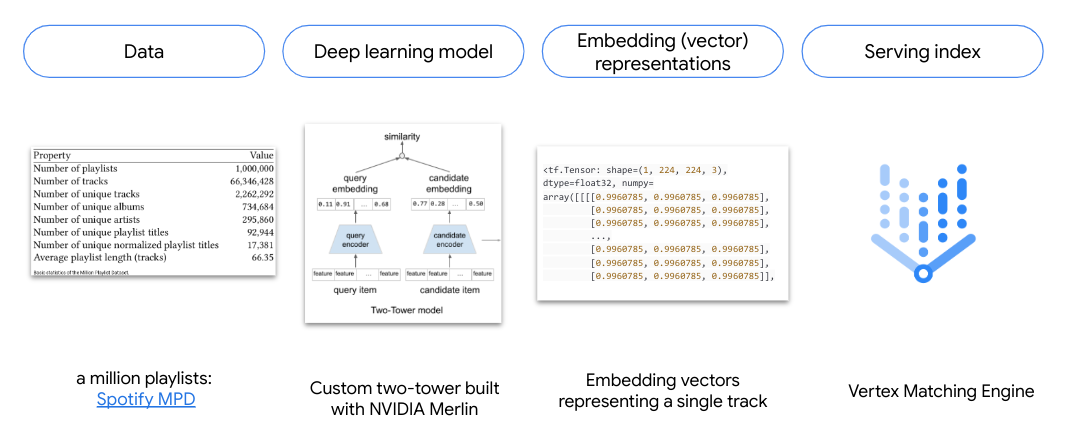 Data
Deep learning model
Embedding (vector)
representations
Serving index
Property Value
Number of playlists 1,000,000
Number of tracks 66,346,428
Number of unique tracks 2,262,292
Number of unique albums 734,684
Number of unique artists 295,860
Number of unique playlist titles 92,944
Number of unique normalized playlist titles 17,381
Average playlist length (tracks) 66.35
Basic statistics of the Million Playlist Dataset.
similarity
query
embedding
candidate
embedding
0.11 0.91 ... 0.68
0.77 0.28 ... 0.50
query
encoder
candidate
encoder
feature feature ... feature
feature feature ... feature
query item
candidate item
Two-Tower model
<tf.Tensor: shape=(1, 224, 224, 3),
dtype=float32, numpy=
array([[[[0.9960785, 0.9960785, 0.9960785],
[0.9960785, 0.9960785, 0.9960785],
[0.9960785, 0.9960785, 0.9960785],
...,
[0.9960785, 0.9960785, 0.9960785],
[0.9960785, 0.9960785, 0.9960785],
[0.9960785, 0.9960785, 0.9960785]],
a million playlists:
Spotify MPD
Custom two-tower built
with NVIDIA Merlin
Embedding vectors
representing a single track
Vertex Matching Engine